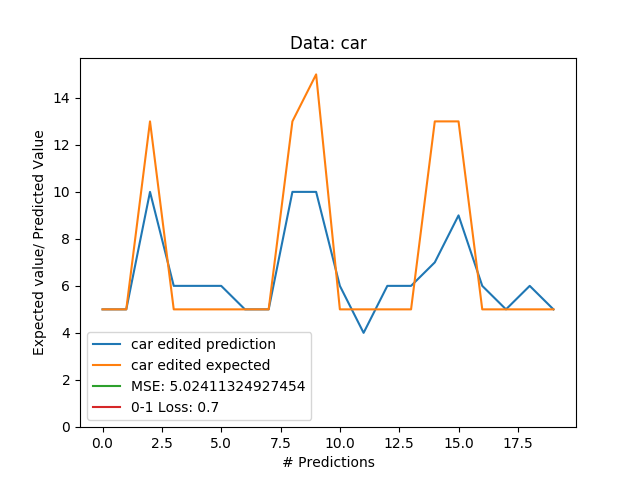 Data: car
Expected value/ Predicted Value
14
12
10
8
6
4
2
0
car edited prediction
car edited expected
MSE: 5.02411324927454
0-1 Loss: 0.7
0.0 2.5 5.0 7.5 10.0 12.5 15.0 17.5
# Predictions